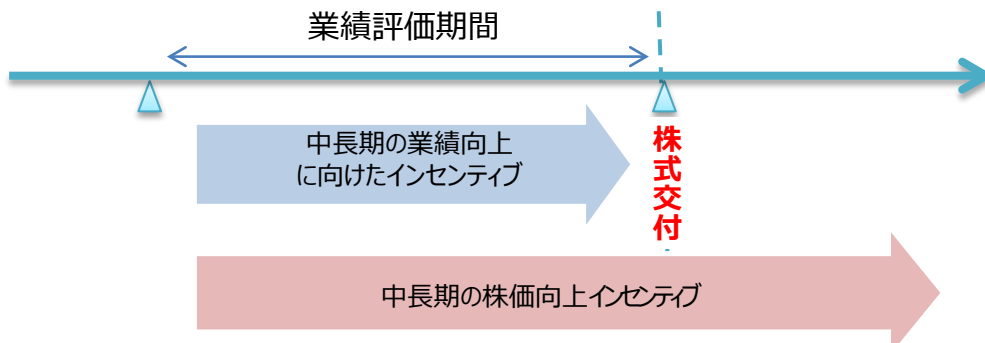 業績評価期間
中長期の業績向上
に向けたインセンティブ
株式交付
中長期の株価向上インセンティブ